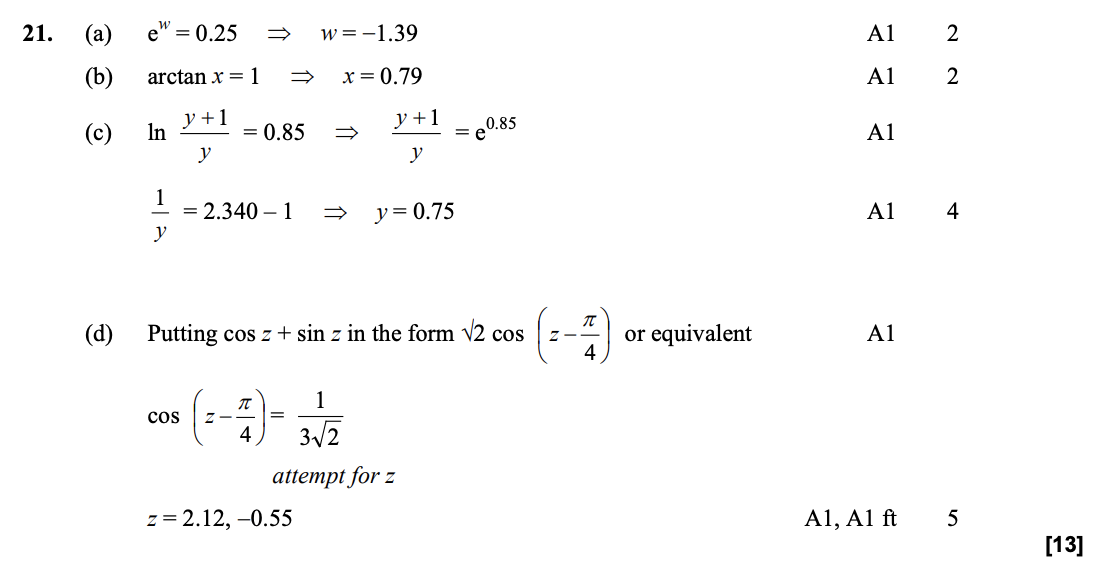 21. (a) e^w = 0.25 ⇒ w = −1.39 A1 2
(b) arctan x = 1 ⇒ x = 0.79 A1 2
(c) ln (y + 1)/y = 0.85 ⇒ (y + 1)/y = e^0.85 A1
1/y = 2.340 – 1 ⇒ y = 0.75 A1 4
(d) Putting cos z + sin z in the form √2 cos (z − π/4) or equivalent A1
cos (z − π/4) = 1/(3√2)
attempt for z
z = 2.12, –0.55 A1, A1 ft 5
[13]